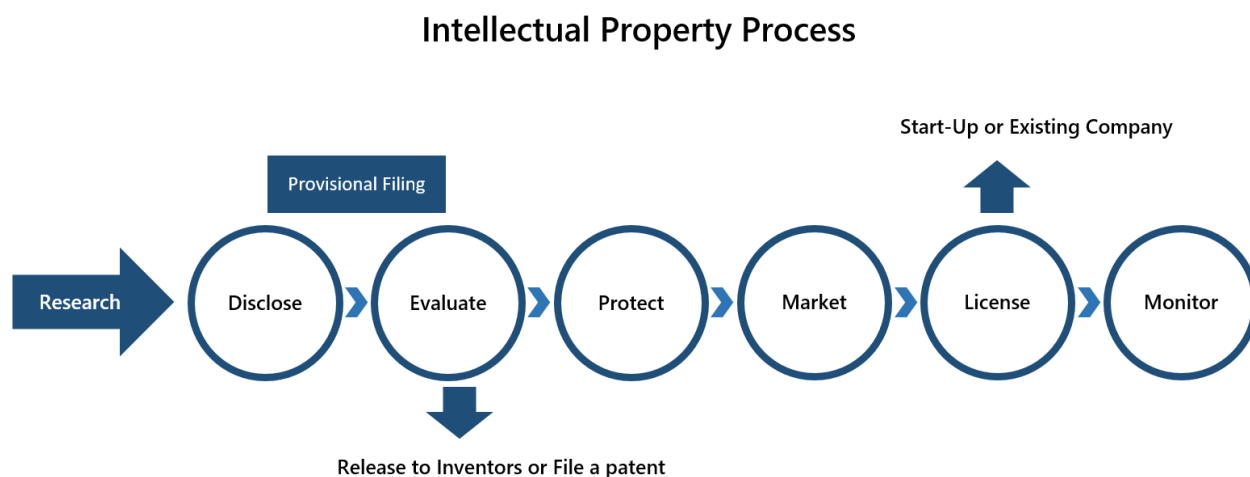 Intellectual Property Process
Start-Up or Existing Company
Provisional Filing
Research
Disclose
Evaluate
Protect
Market
License
Monitor
Release to Inventors or File a patent